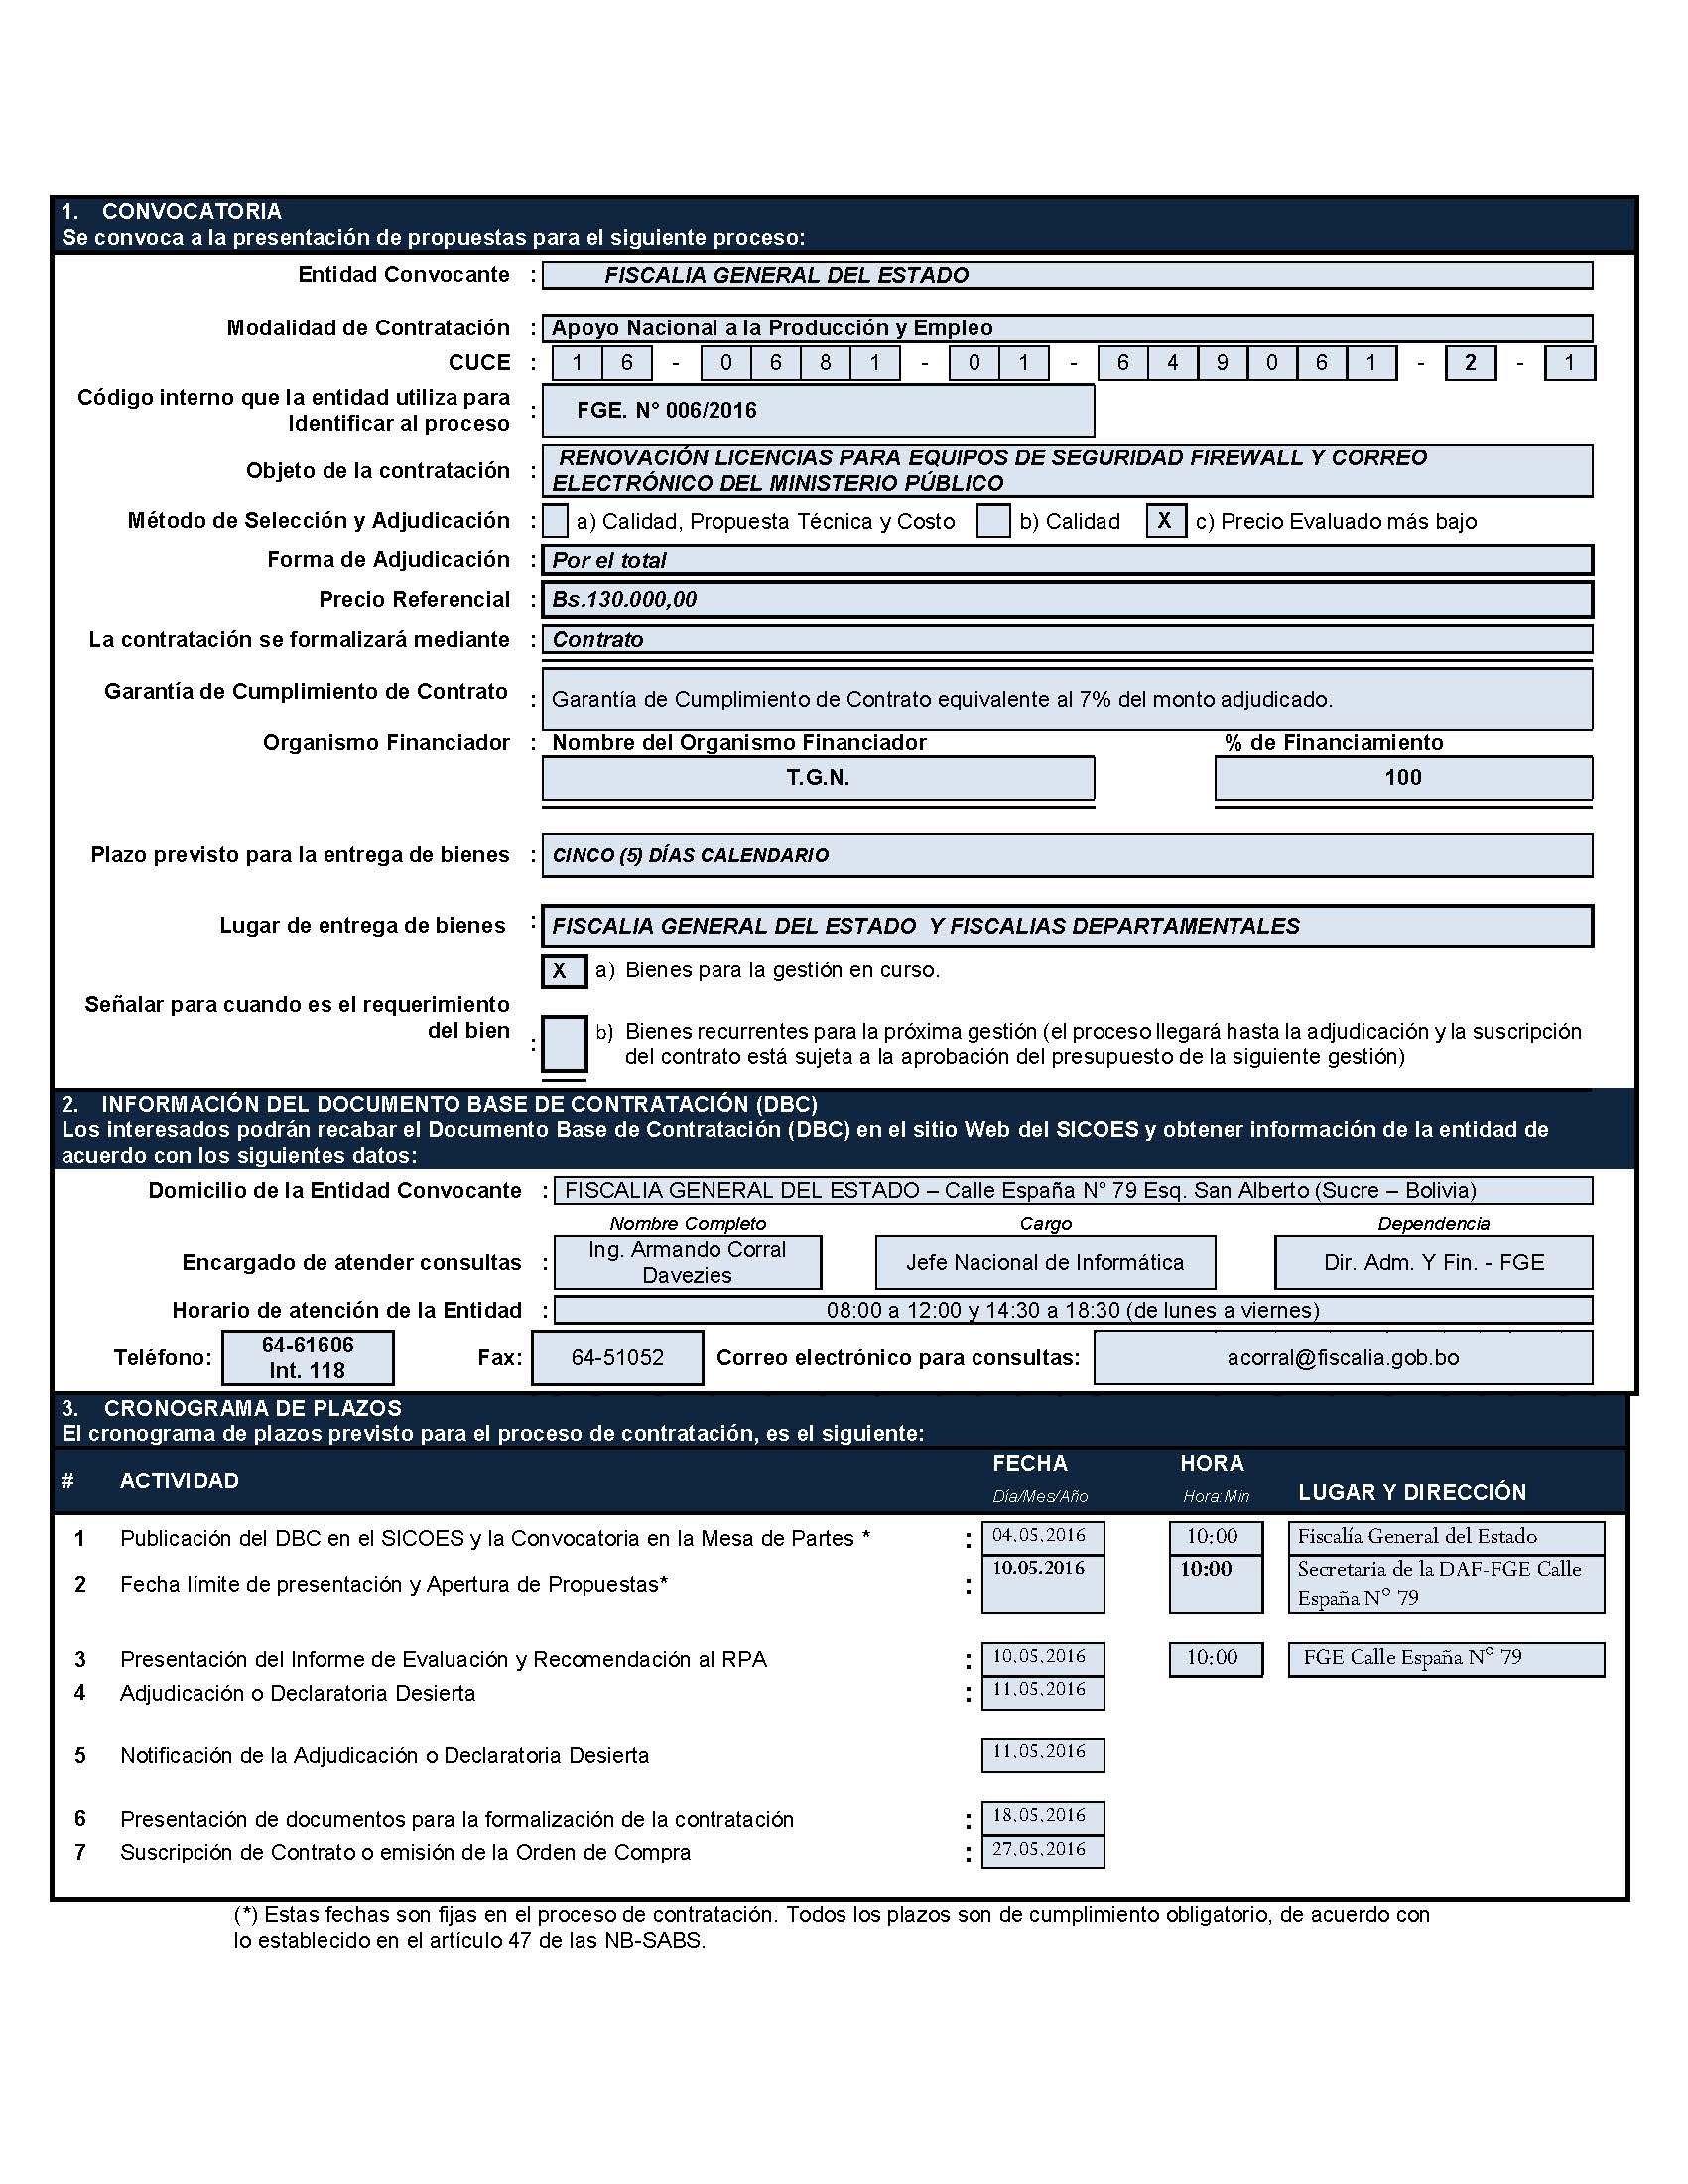 1. CONVOCATORIA
Se convoca a la presentación de propuestas para el siguiente proceso:
Entidad Convocante : FISCALIA GENERAL DEL ESTADO
Modalidad de Contratación : Apoyo Nacional a la Producción y Empleo
CUCE : 1 6 - 0 6 8 1 - 0 1 - 6 4 9 0 6 1 - 2 - 1
Código interno que la entidad utiliza para
Identificar al proceso : FGE. N° 006/2016
Objeto de la contratación : RENOVACIÓN LICENCIAS PARA EQUIPOS DE SEGURIDAD FIREWALL Y CORREO
ELECTRÓNICO DEL MINISTERIO PÚBLICO
Método de Selección y Adjudicación : a) Calidad, Propuesta Técnica y Costo b) Calidad X c) Precio Evaluado más bajo
Forma de Adjudicación : Por el total
Precio Referencial : Bs.130.000,00
La contratación se formalizará mediante : Contrato
Garantía de Cumplimiento de Contrato : Garantía de Cumplimiento de Contrato equivalente al 7% del monto adjudicado.
Organismo Financiador : Nombre del Organismo Financiador % de Financiamiento
T.G.N. 100
Plazo previsto para la entrega de bienes : CINCO (5) DÍAS CALENDARIO
Lugar de entrega de bienes : FISCALIA GENERAL DEL ESTADO Y FISCALIAS DEPARTAMENTALES
X a) Bienes para la gestión en curso.
Señalar para cuando es el requerimiento
del bien : b) Bienes recurrentes para la próxima gestión (el proceso llegará hasta la adjudicación y la suscripción
del contrato está sujeta a la aprobación del presupuesto de la siguiente gestión)
2. INFORMACIÓN DEL DOCUMENTO BASE DE CONTRATACIÓN (DBC)
Los interesados podrán recabar el Documento Base de Contratación (DBC) en el sitio Web del SICOES y obtener información de la entidad de
acuerdo con los siguientes datos:
Domicilio de la Entidad Convocante : FISCALIA GENERAL DEL ESTADO – Calle España N° 79 Esq. San Alberto (Sucre – Bolivia)
Nombre Completo Cargo Dependencia
Encargado de atender consultas : Ing. Armando Corral
Davezies Jefe Nacional de Informática Dir. Adm. Y Fin. - FGE
Horario de atención de la Entidad : 08:00 a 12:00 y 14:30 a 18:30 (de lunes a viernes)
Teléfono: 64-61606
Int. 118 Fax: 64-51052 Correo electrónico para consultas: acorral@fiscalia.gob.bo
3. CRONOGRAMA DE PLAZOS
El cronograma de plazos previsto para el proceso de contratación, es el siguiente:
# ACTIVIDAD FECHA HORA LUGAR Y DIRECCIÓN
Día/Mes/Año Hora:Min
1 Publicación del DBC en el SICOES y la Convocatoria en la Mesa de Partes * : 04.05.2016 10:00 Fiscalía General del Estado
2 Fecha límite de presentación y Apertura de Propuestas* : 10.05.2016 10:00 Secretaria de la DAF-FGE Calle
España N° 79
3 Presentación del Informe de Evaluación y Recomendación al RPA : 10.05.2016 10:00 FGE Calle España N° 79
4 Adjudicación o Declaratoria Desierta : 11.05.2016
5 Notificación de la Adjudicación o Declaratoria Desierta 11.05.2016
6 Presentación de documentos para la formalización de la contratación : 18.05.2016
7 Suscripción de Contrato o emisión de la Orden de Compra : 27.05.2016
(*) Estas fechas son fijas en el proceso de contratación. Todos los plazos son de cumplimiento obligatorio, de acuerdo con
lo establecido en el artículo 47 de las NB-SABS.